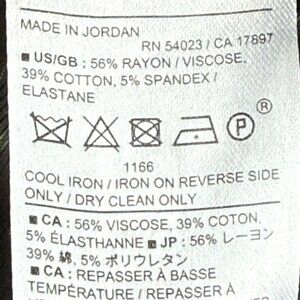 MADE IN JORDAN
RN 54023 / CA 17897
■ US/GB : 56% RAYON / VISCOSE,
39% COTTON, 5% SPANDEX /
ELASTANE
P ®
1166
COOL IRON / IRON ON REVERSE SIDE
ONLY / DRY CLEAN ONLY
■ CA : 56% VISCOSE, 39% COTON,
5% ÉLASTHANNE ■ JP : 56% レーヨン
39% 綿, 5% ポリウレタン
■ CA : REPASSER À BASSE
TEMPÉRATURE / REPASSER À